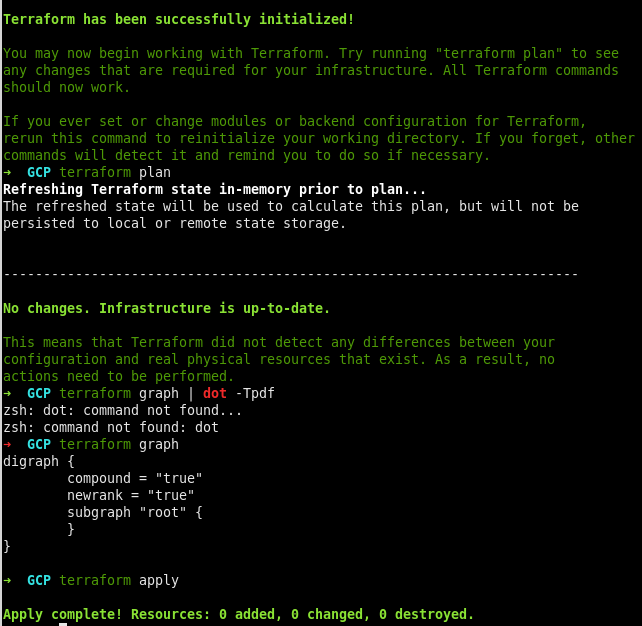 Terraform has been successfully initialized!
You may now begin working with Terraform. Try running "terraform plan" to see
any changes that are required for your infrastructure. All Terraform commands
should now work.
If you ever set or change modules or backend configuration for Terraform,
rerun this command to reinitialize your working directory. If you forget, other
commands will detect it and remind you to do so if necessary.
→ GCP terraform plan
Refreshing Terraform state in-memory prior to plan...
The refreshed state will be used to calculate this plan, but will not be
persisted to local or remote state storage.
------------------------------------------------------------------------
No changes. Infrastructure is up-to-date.
This means that Terraform did not detect any differences between your
configuration and real physical resources that exist. As a result, no
actions need to be performed.
→ GCP terraform graph | dot -Tpdf
zsh: dot: command not found...
zsh: command not found: dot
→ GCP terraform graph
digraph {
compound = "true"
newrank = "true"
subgraph "root" {
}
}
→ GCP terraform apply
Apply complete! Resources: 0 added, 0 changed, 0 destroyed.